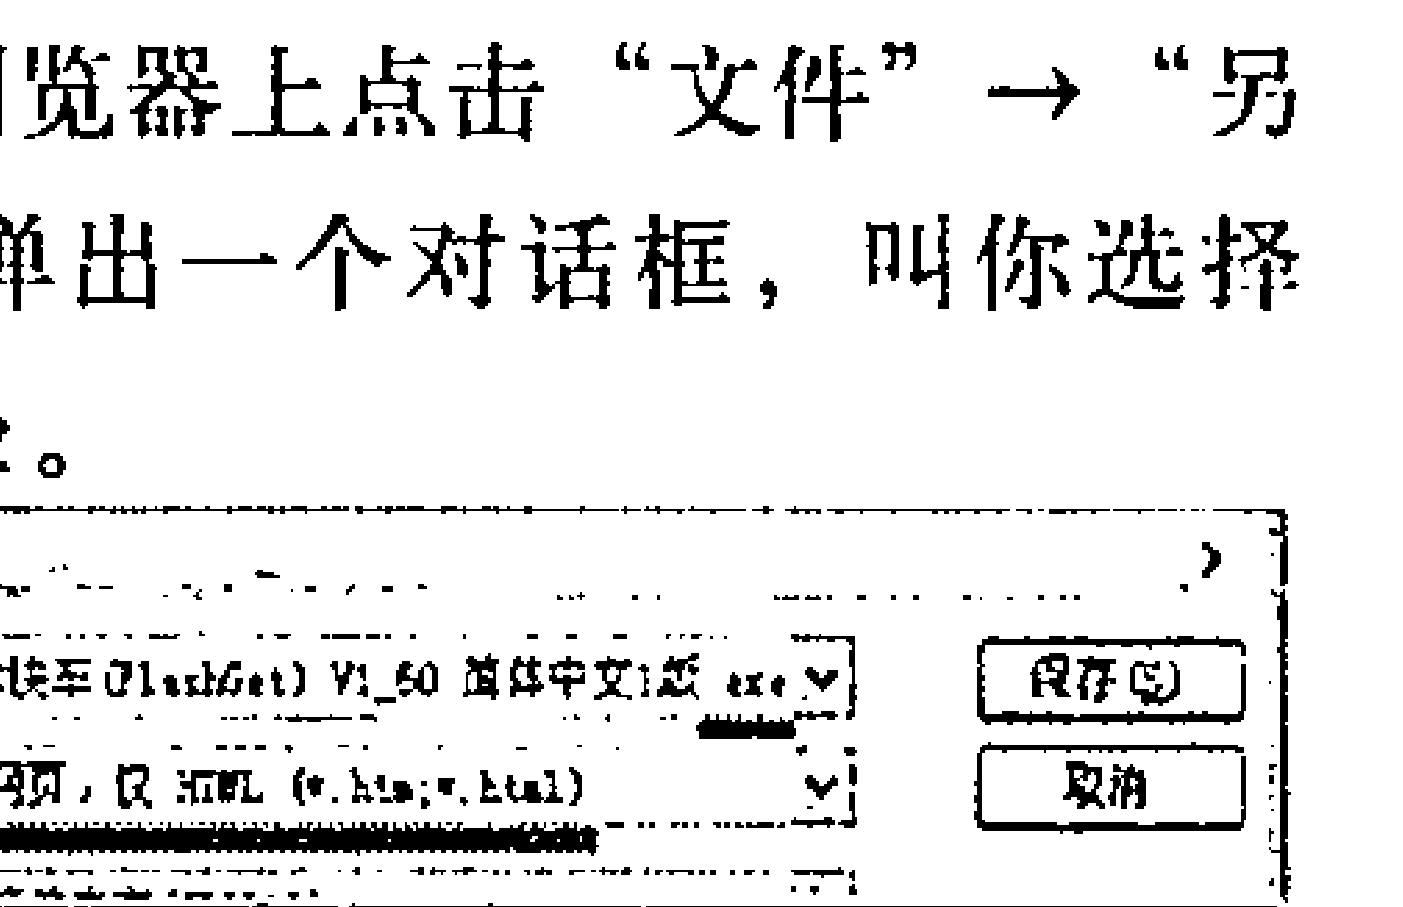 览器上点击 “文件” → “另
单出一个对话框，叫你选择
。
快车(FlashGet) V1_60 简体中文 版 exe
保存(S)
网页，仅 HTML (*.htm;*.html)
取消